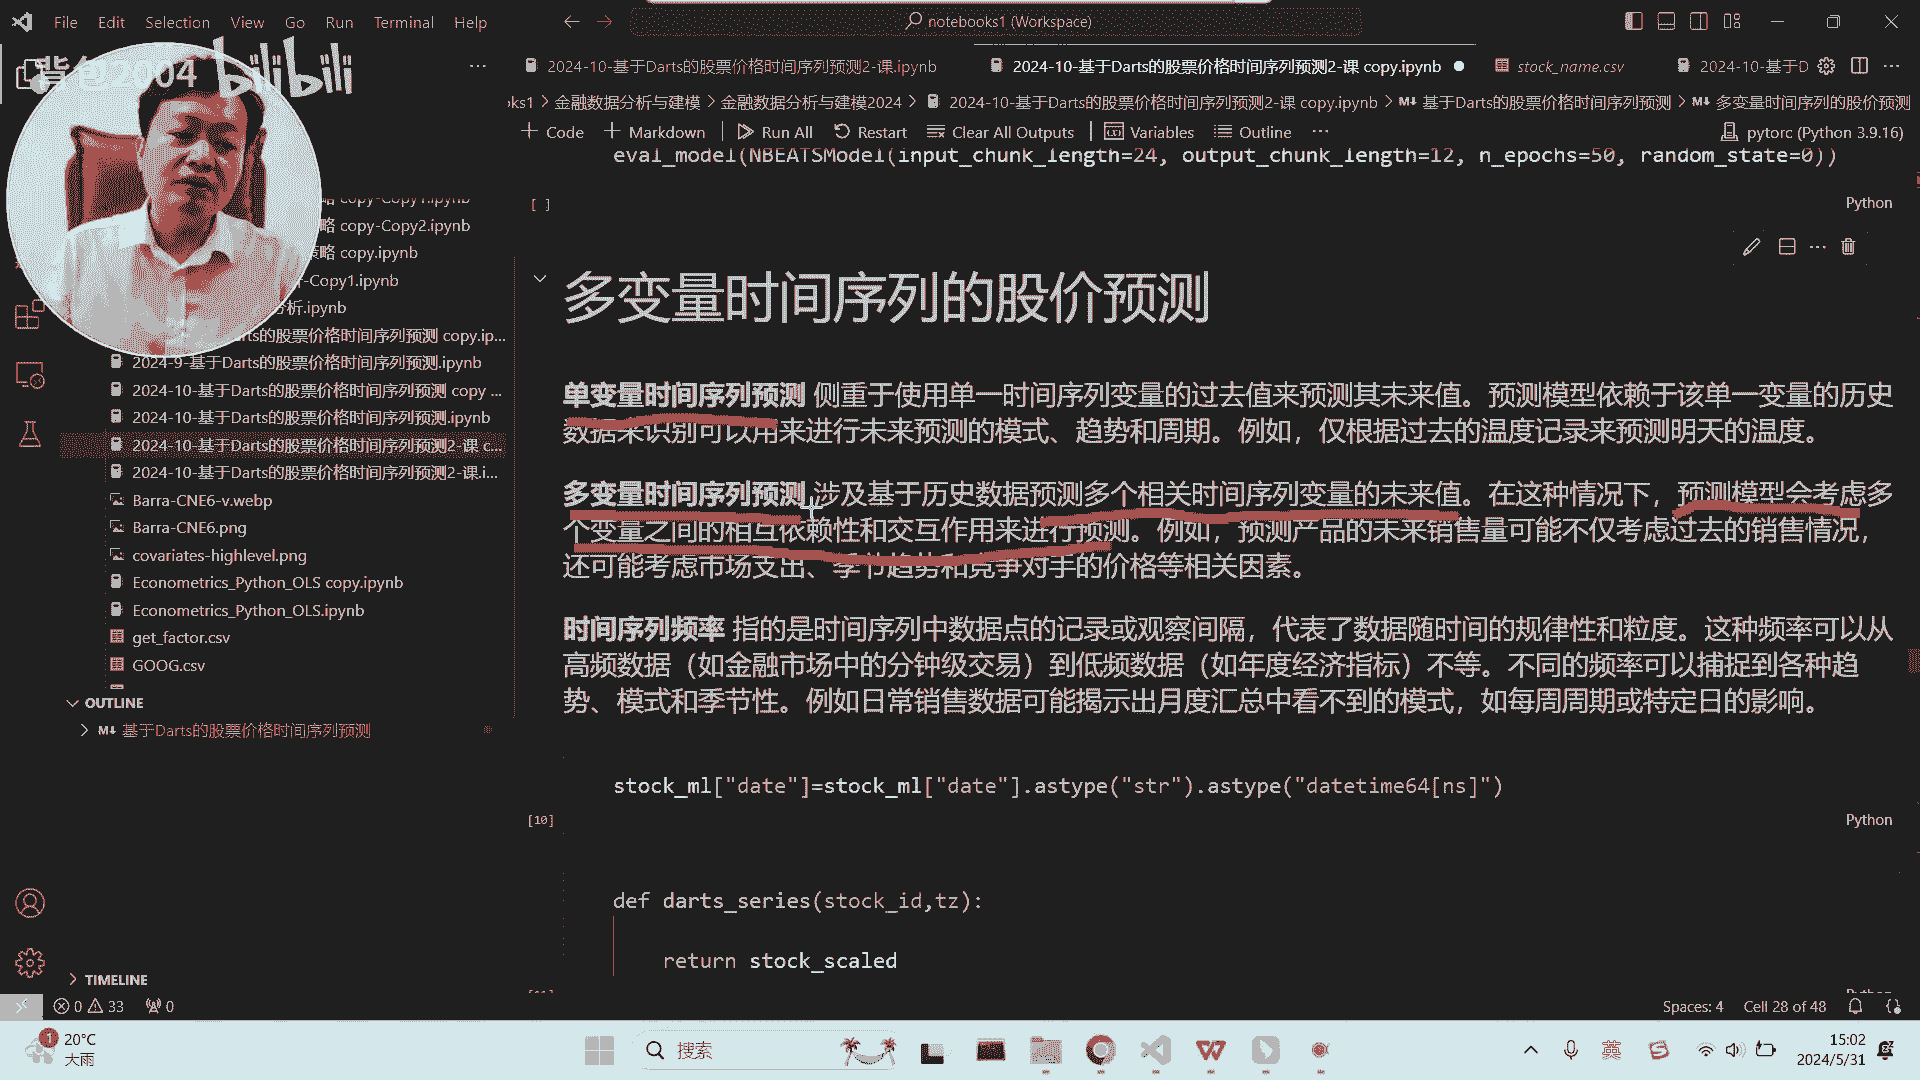 File Edit Selection View Go Run Terminal Help
notebooks1 (Workspace)
背包2004 bilibili
2024-10-基于Darts的股票价格时间序列预测2-课.ipynb
2024-10-基于Darts的股票价格时间序列预测2-课 copy.ipynb
stock_name.csv
2024-10-基于D
ks1 > 金融数据分析与建模 > 金融数据分析与建模2024 > 2024-10-基于Darts的股票价格时间序列预测2-课 copy.ipynb > M↓ 基于Darts的股票价格时间序列预测 > M↓ 多变量时间序列的股价预测
+ Code + Markdown Run All Restart Clear All Outputs Variables Outline ...
pytorc (Python 3.9.16)
eval_model(NBEATSModel(input_chunk_length=24, output_chunk_length=12, n_epochs=50, random_state=0))
[ ]
Python
略 copy-Copy1.ipynb
略 copy-Copy2.ipynb
策略 copy.ipynb
-Copy1.ipynb
分析.ipynb
rts的股票价格时间序列预测 copy.ip...
2024-9-基于Darts的股票价格时间序列预测.ipynb
2024-10-基于Darts的股票价格时间序列预测 copy ...
2024-10-基于Darts的股票价格时间序列预测.ipynb
2024-10-基于Darts的股票价格时间序列预测2-课 c...
2024-10-基于Darts的股票价格时间序列预测2-课.i...
Barra-CNE6-v.webp
Barra-CNE6.png
covariates-highlevel.png
Econometrics_Python_OLS copy.ipynb
Econometrics_Python_OLS.ipynb
get_factor.csv
GOOG.csv
OUTLINE
M↓ 基于Darts的股票价格时间序列预测
TIMELINE
多变量时间序列的股价预测
单变量时间序列预测 侧重于使用单一时间序列变量的过去值来预测其未来值。预测模型依赖于该单一变量的历史
数据来识别可以用来进行未来预测的模式、趋势和周期。例如，仅根据过去的温度记录来预测明天的温度。
多变量时间序列预测 涉及基于历史数据预测多个相关时间序列变量的未来值。在这种情况下，预测模型会考虑多
个变量之间的相互依赖性和交互作用来进行预测。例如，预测产品的未来销售量可能不仅考虑过去的销售情况，
还可能考虑市场支出、季节趋势和竞争对手的价格等相关因素。
时间序列频率 指的是时间序列中数据点的记录或观察间隔，代表了数据随时间的规律性和粒度。这种频率可以从
高频数据（如金融市场中的分钟级交易）到低频数据（如年度经济指标）不等。不同的频率可以捕捉到各种趋
势、模式和季节性。例如日常销售数据可能揭示出月度汇总中看不到的模式，如每周周期或特定日的影响。
stock_ml["date"]=stock_ml["date"].astype("str").astype("datetime64[ns]")
[10]
Python
def darts_series(stock_id,tz):
return stock_scaled
0 33 0
Spaces: 4 Cell 28 of 48
1
20°C
大雨
搜索
英
15:02
2024/5/31